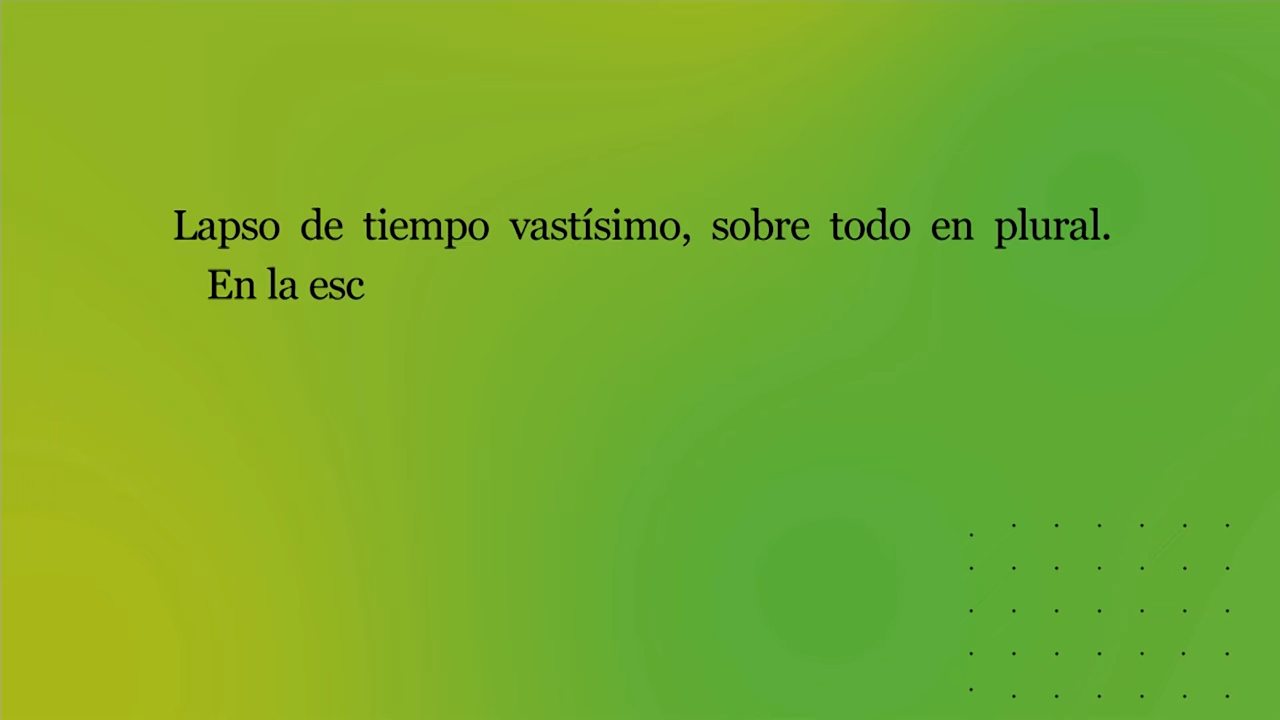 Lapso de tiempo vastísimo, sobre todo en plural.
En la esc